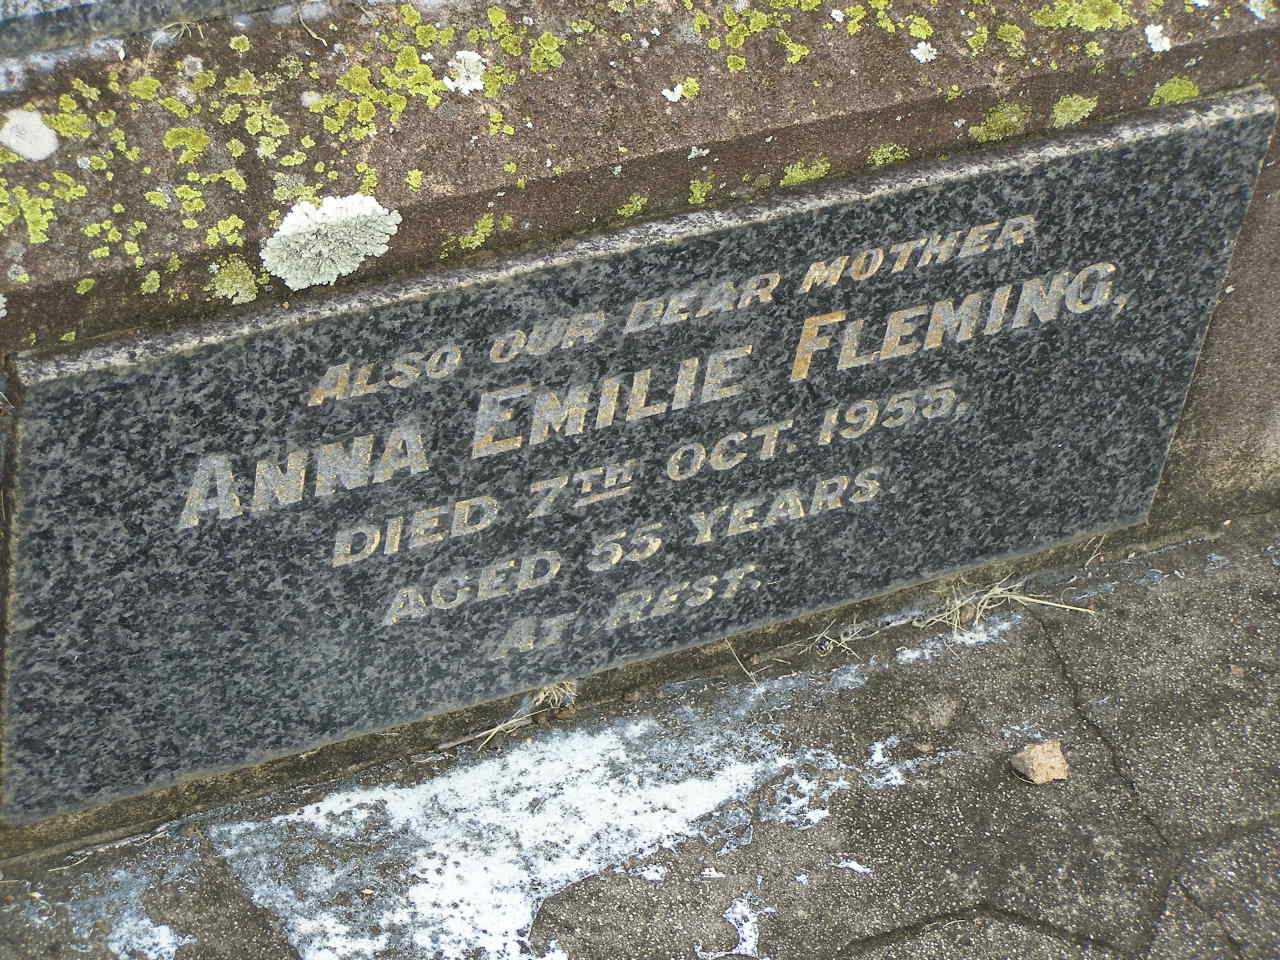 ALSO OUR DEAR MOTHER
ANNA EMILIE FLEMING,
DIED 7TH OCT. 1955,
AGED 55 YEARS
AT REST.